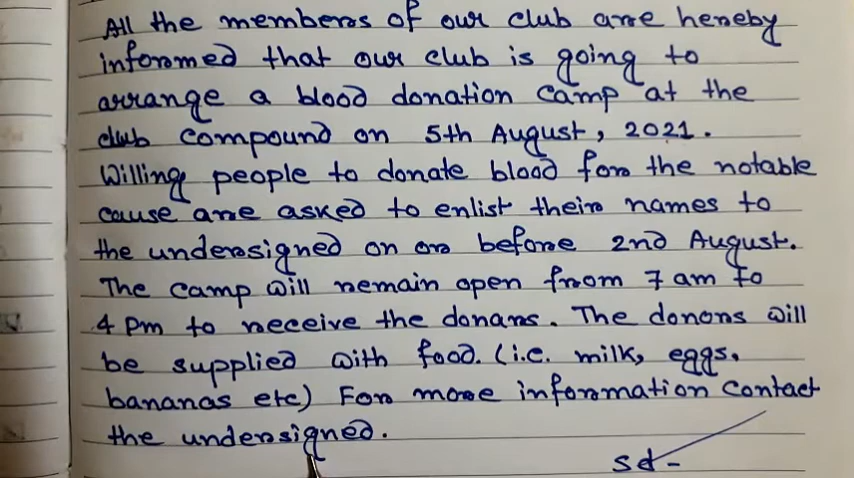 All the members of our club are hereby
informed that our club is going to
arrange a blood donation camp at the
club compound on 5th August, 2021.
Willing people to donate blood for the notable
cause are asked to enlist their names to
the undersigned on or before 2nd August.
The camp will remain open from 7 am to
4 pm to receive the donars. The donors will
be supplied with food. (i.e. milk, eggs.
bananas etc) For more information contact
the undersigned.
sd-